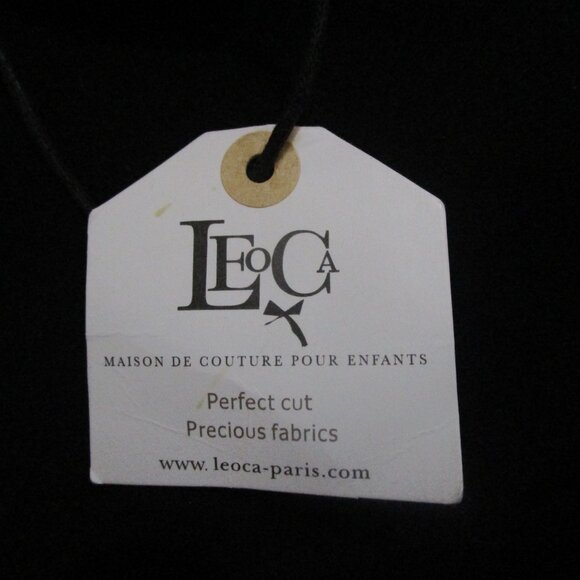 LEOCA
MAISON DE COUTURE POUR ENFANTS
Perfect cut
Precious fabrics
www. leoca-paris.com